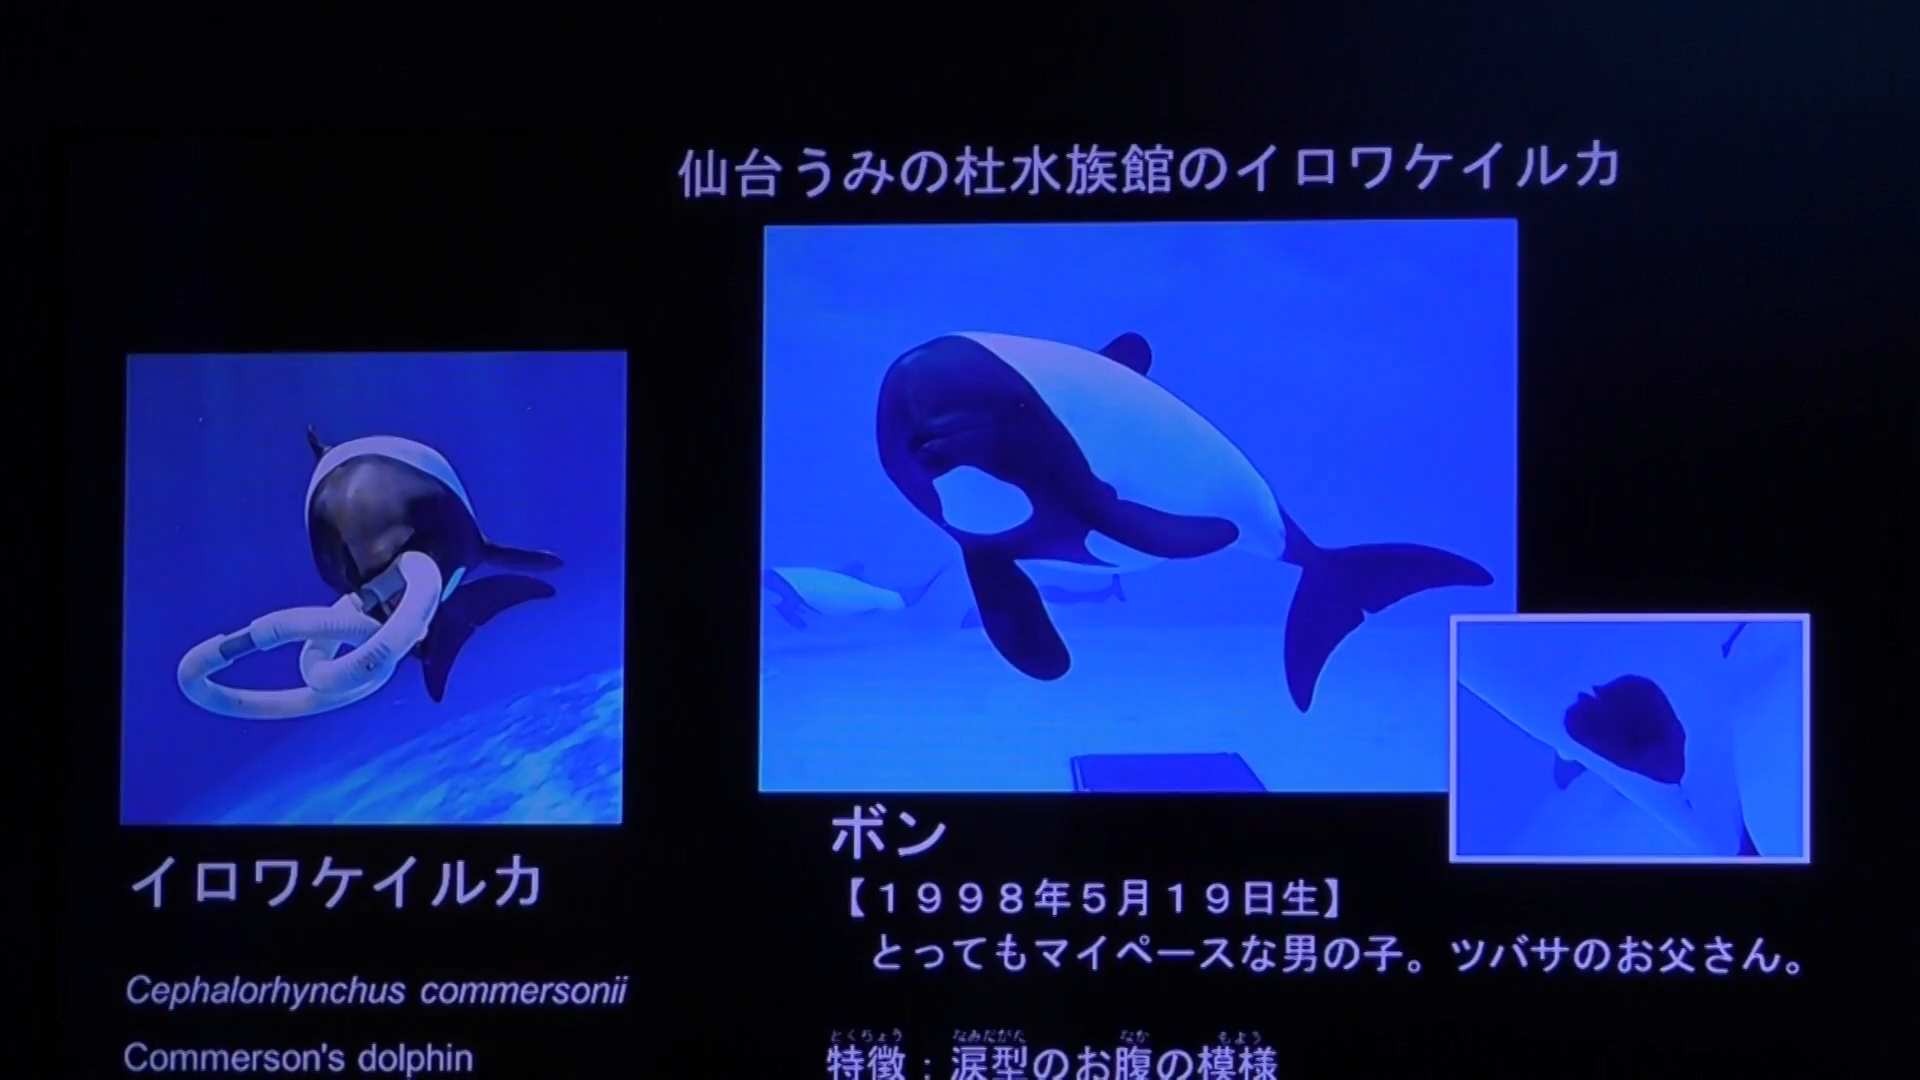 仙台うみの杜水族館のイロワケイルカ
イロワケイルカ
Cephalorhynchus commersonii
Commerson's dolphin
ボン
【１９９８年５月１９日生】
とってもマイペースな男の子。ツバサのお父さん。
とくちょう なみだがた なか もよう
特徴：涙型のお腹の模様